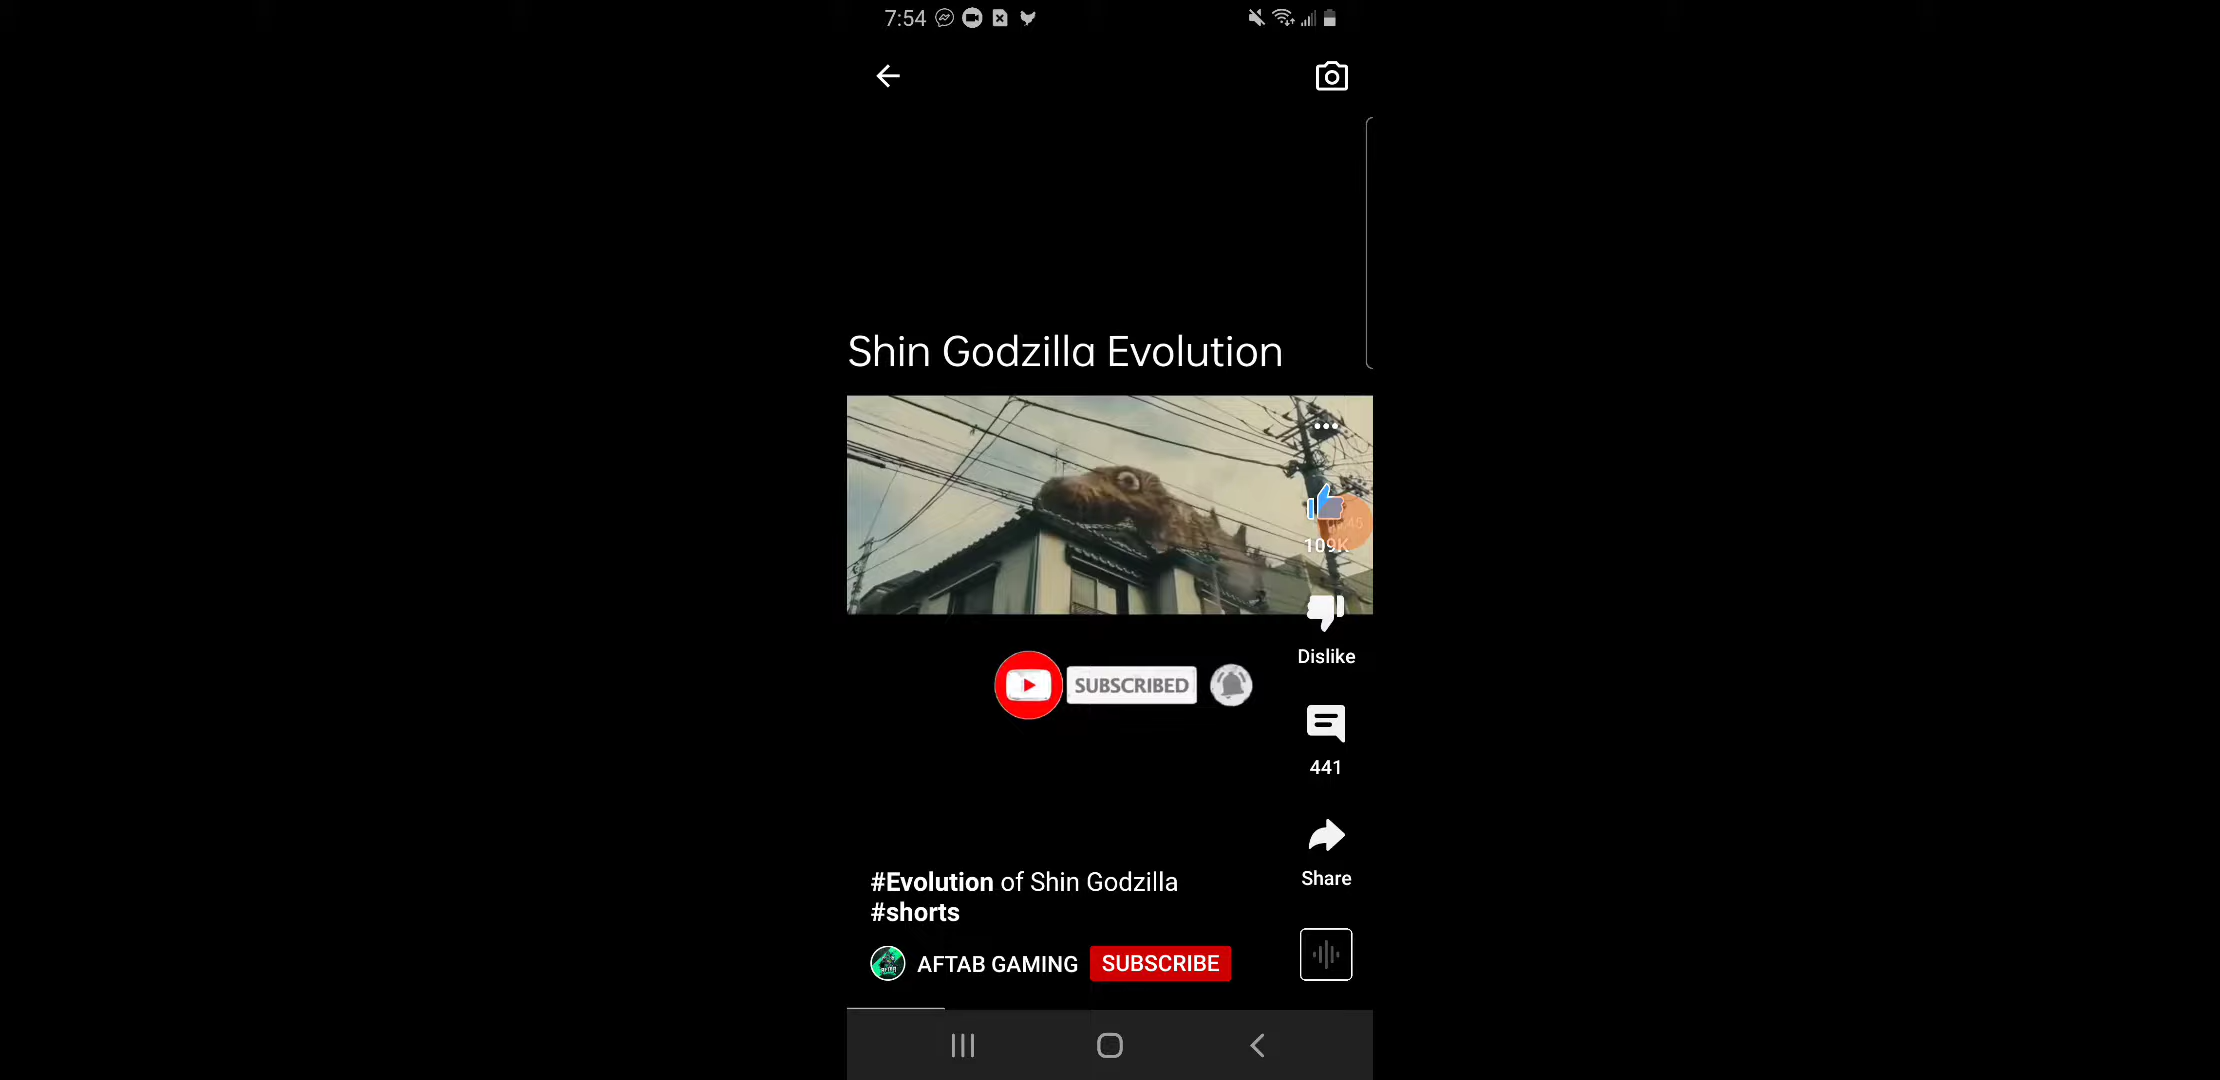 7:54
Shin Godzilla Evolution
109K
Dislike
SUBSCRIBED
441
Share
#Evolution of Shin Godzilla
#shorts
AFTAB GAMING SUBSCRIBE